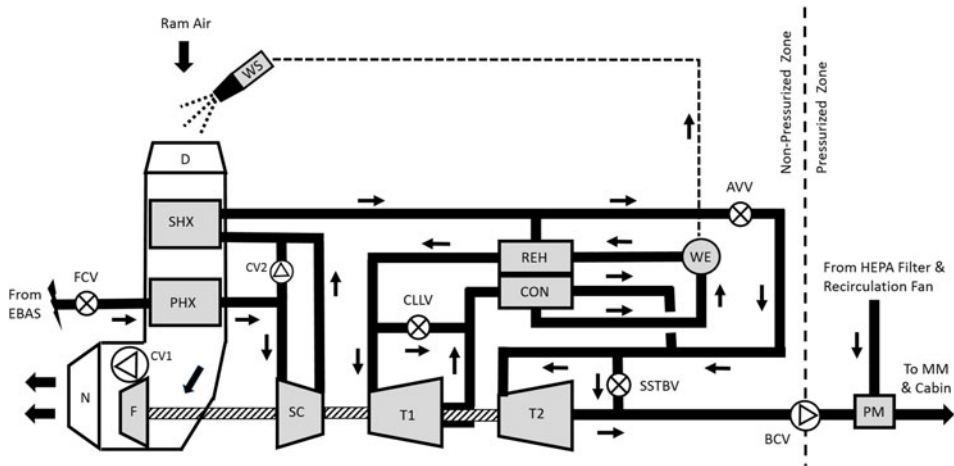 Ram Air
WS
Non-Pressurized Zone
Pressurized Zone
D
AVV
SHX
REH
WE
CV2
FCV
From
EBAS
PHX
CON
From HEPA Filter &
Recirculation Fan
CLLV
CV1
To MM
& Cabin
N
F
SC
T1
T2
SSTBV
PM
BCV